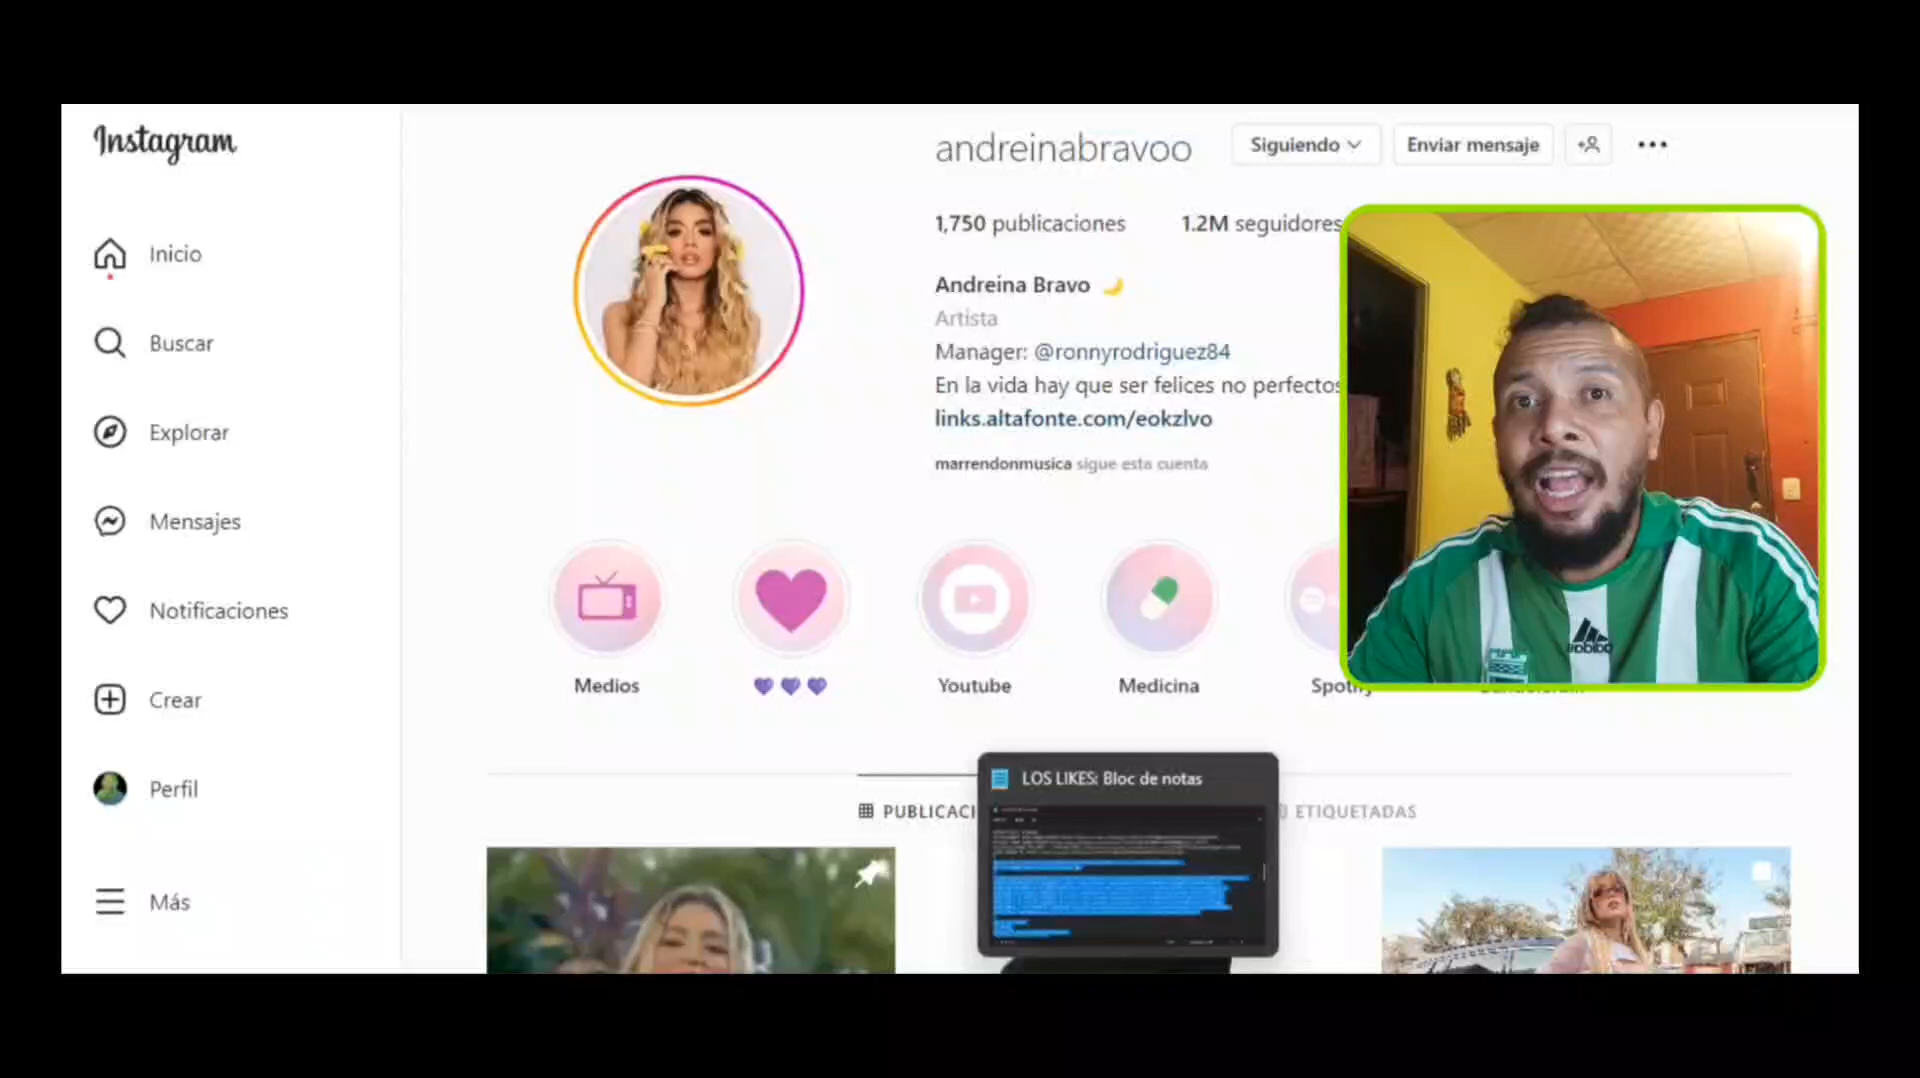 Instagram
Inicio
Buscar
Explorar
Mensajes
Notificaciones
Crear
Perfil
Más
andreinabravoo
Siguiendo
Enviar mensaje
1,750 publicaciones
1.2M seguidores
Andreina Bravo
Artista
Manager: @ronnyrodriguez84
En la vida hay que ser felices no perfectos
links.altafonte.com/eokzlvo
marrendonmusica sigue esta cuenta
adidas
Medios
Youtube
Medicina
Spotify
LOS LIKES: Bloc de notas
PUBLICACI
ETIQUETADAS